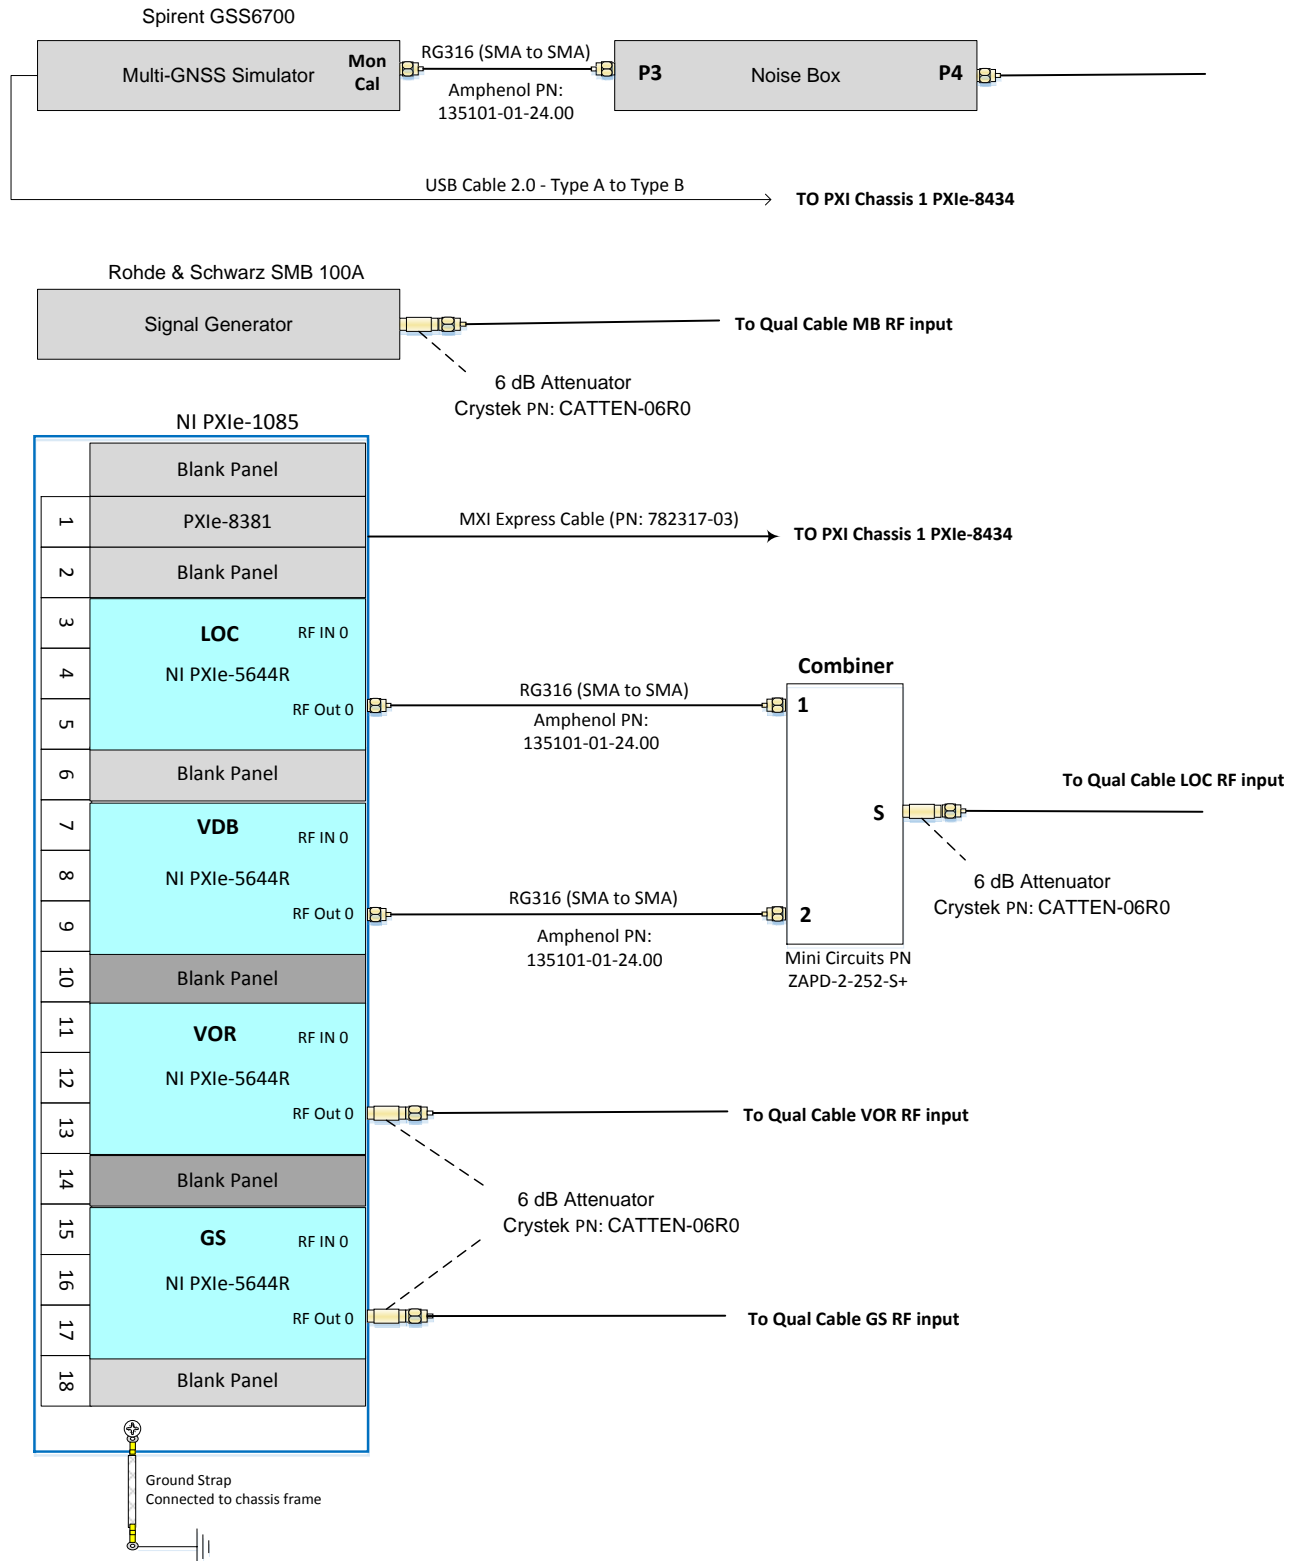 Spirent GSS6700
Multi-GNSS Simulator
Mon
Cal
RG316 (SMA to SMA)
Amphenol PN:
135101-01-24.00
P3
Noise Box
P4
USB Cable 2.0 - Type A to Type B
TO PXI Chassis 1 PXIe-8434
Rohde & Schwarz SMB 100A
Signal Generator
To Qual Cable MB RF input
6 dB Attenuator
Crystek PN: CATTEN-06R0
NI PXIe-1085
Blank Panel
1
PXIe-8381
MXI Express Cable (PN: 782317-03)
TO PXI Chassis 1 PXIe-8434
2
Blank Panel
3
LOC
RF IN 0
4
NI PXIe-5644R
5
RF Out 0
RG316 (SMA to SMA)
Amphenol PN:
135101-01-24.00
Combiner
1
6
Blank Panel
To Qual Cable LOC RF input
7
VDB
RF IN 0
S
8
NI PXIe-5644R
6 dB Attenuator
Crystek PN: CATTEN-06R0
9
RF Out 0
RG316 (SMA to SMA)
Amphenol PN:
135101-01-24.00
2
Mini Circuits PN
ZAPD-2-252-S+
10
Blank Panel
11
VOR
RF IN 0
12
NI PXIe-5644R
13
RF Out 0
To Qual Cable VOR RF input
14
Blank Panel
6 dB Attenuator
Crystek PN: CATTEN-06R0
15
GS
RF IN 0
16
NI PXIe-5644R
17
RF Out 0
To Qual Cable GS RF input
18
Blank Panel
Ground Strap
Connected to chassis frame